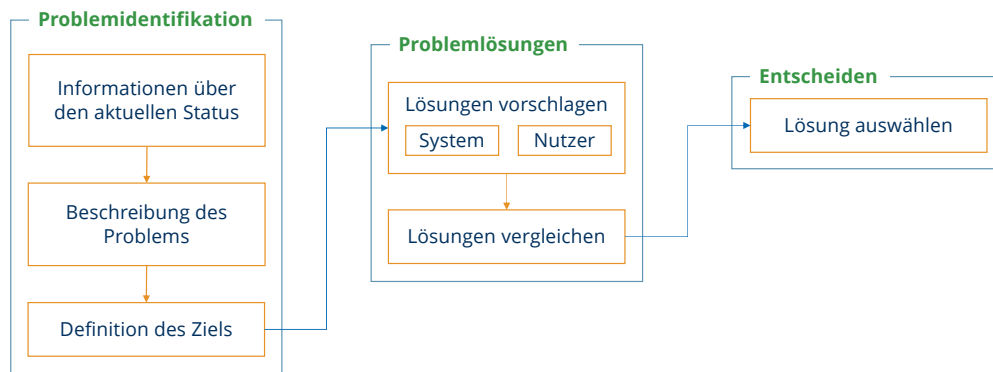 Problemidentifikation
Informationen über
den aktuellen Status
Beschreibung des
Problems
Definition des Ziels
Problemlösungen
Lösungen vorschlagen
System
Nutzer
Lösungen vergleichen
Entscheiden
Lösung auswählen